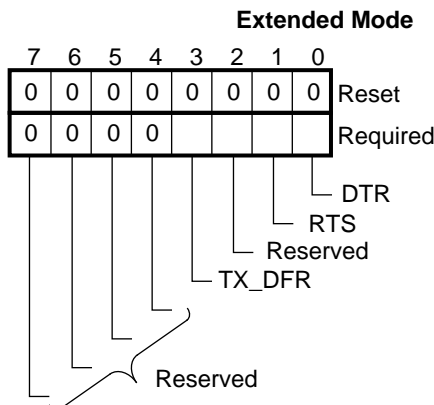 Extended Mode
7 6 5 4 3 2 1 0
0 0 0 0 0 0 0 0 Reset
0 0 0 0 Required
DTR
RTS
Reserved
TX_DFR
Reserved